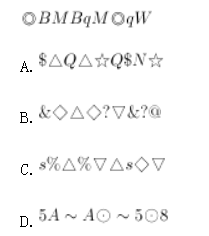 ◎BMBqM◎qW
A. $△Q△☆Q$N☆
B. &◇△◇?▽&?@
C. s%△%▽△s◇▽
D. 5A ~ A⊙ ~ 5⊙8